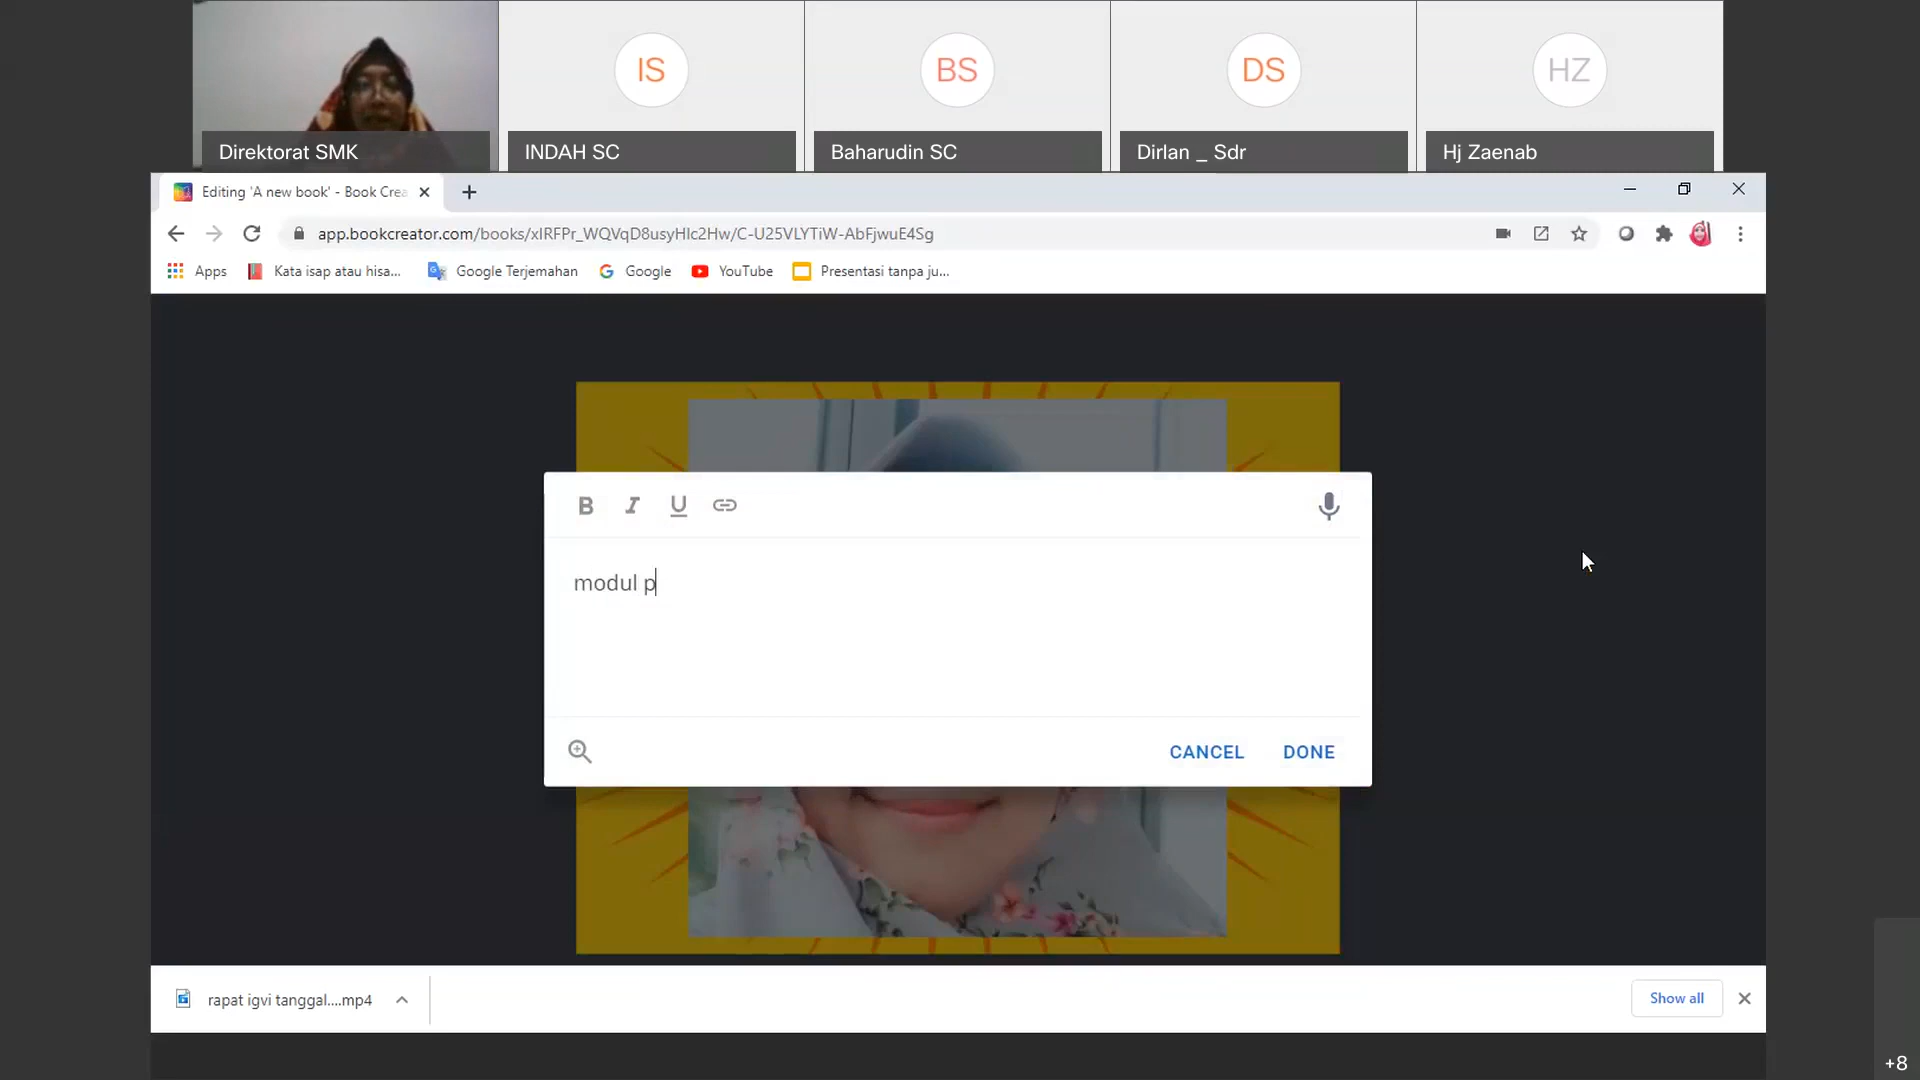 IS
BS
DS
HZ
Direktorat SMK
INDAH SC
Baharudin SC
Dirlan _ Sdr
Hj Zaenab
Editing 'A new book' - Book Crea
app.bookcreator.com/books/xIRFPr_WQVqD8usyHIc2Hw/C-U25VLYTiW-AbFjwuE4Sg
Apps
Kata isap atau hisa...
Google Terjemahan
Google
YouTube
Presentasi tanpa ju...
B I U
modul p
CANCEL
DONE
rapat igvi tanggal....mp4
Show all
+8